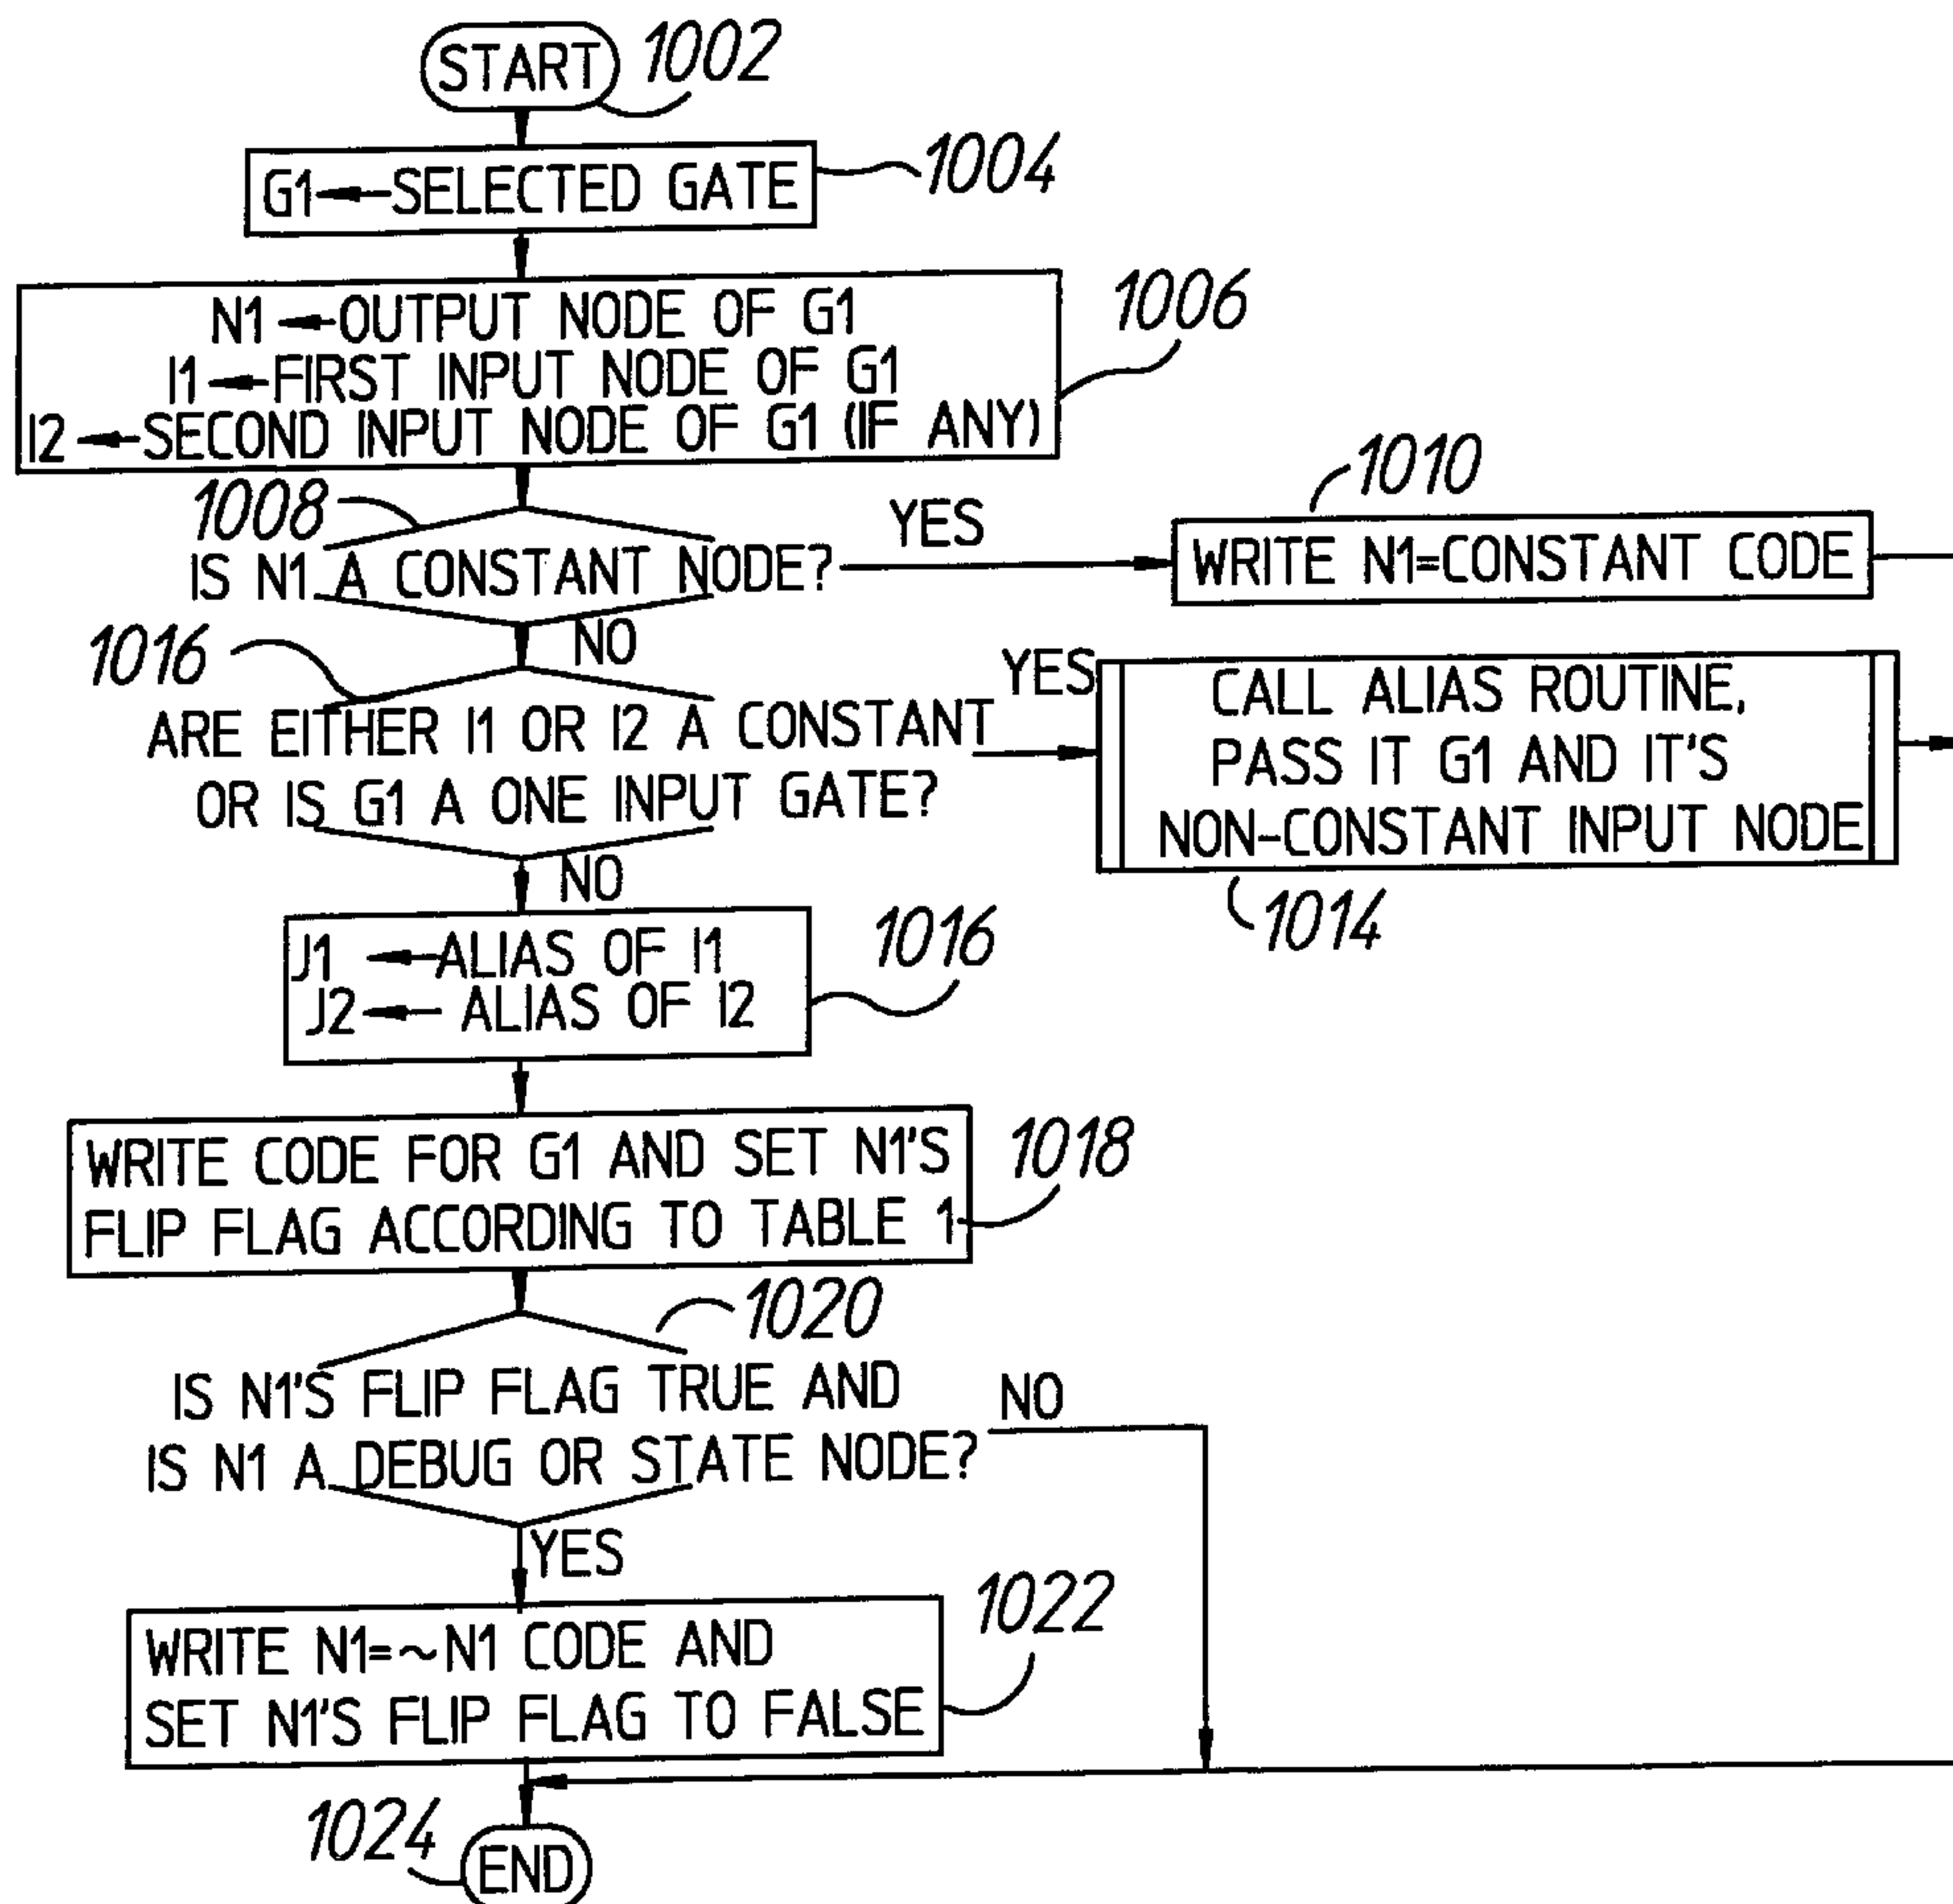 START 1002
G1←SELECTED GATE 1004
N1←OUTPUT NODE OF G1
I1←FIRST INPUT NODE OF G1
I2←SECOND INPUT NODE OF G1 (IF ANY)
1006
1008
IS N1 A CONSTANT NODE?
YES
1010
WRITE N1=CONSTANT CODE
NO
1016
ARE EITHER I1 OR I2 A CONSTANT
OR IS G1 A ONE INPUT GATE?
YES
CALL ALIAS ROUTINE,
PASS IT G1 AND IT'S
NON-CONSTANT INPUT NODE
1014
NO
J1 ←ALIAS OF I1
J2← ALIAS OF I2
1016
WRITE CODE FOR G1 AND SET N1'S
FLIP FLAG ACCORDING TO TABLE 1
1018
1020
IS N1'S FLIP FLAG TRUE AND
IS N1 A DEBUG OR STATE NODE?
NO
YES
WRITE N1=~N1 CODE AND
SET N1'S FLIP FLAG TO FALSE
1022
1024
END